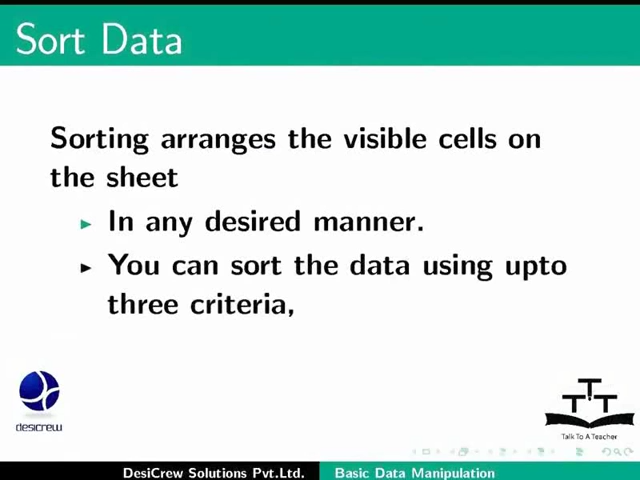 Sort Data
Sorting arranges the visible cells on
the sheet
In any desired manner.
You can sort the data using upto
three criteria,
desicrew
TTT
Talk To A Teacher
DesiCrew Solutions Pvt.Ltd.
Basic Data Manipulation